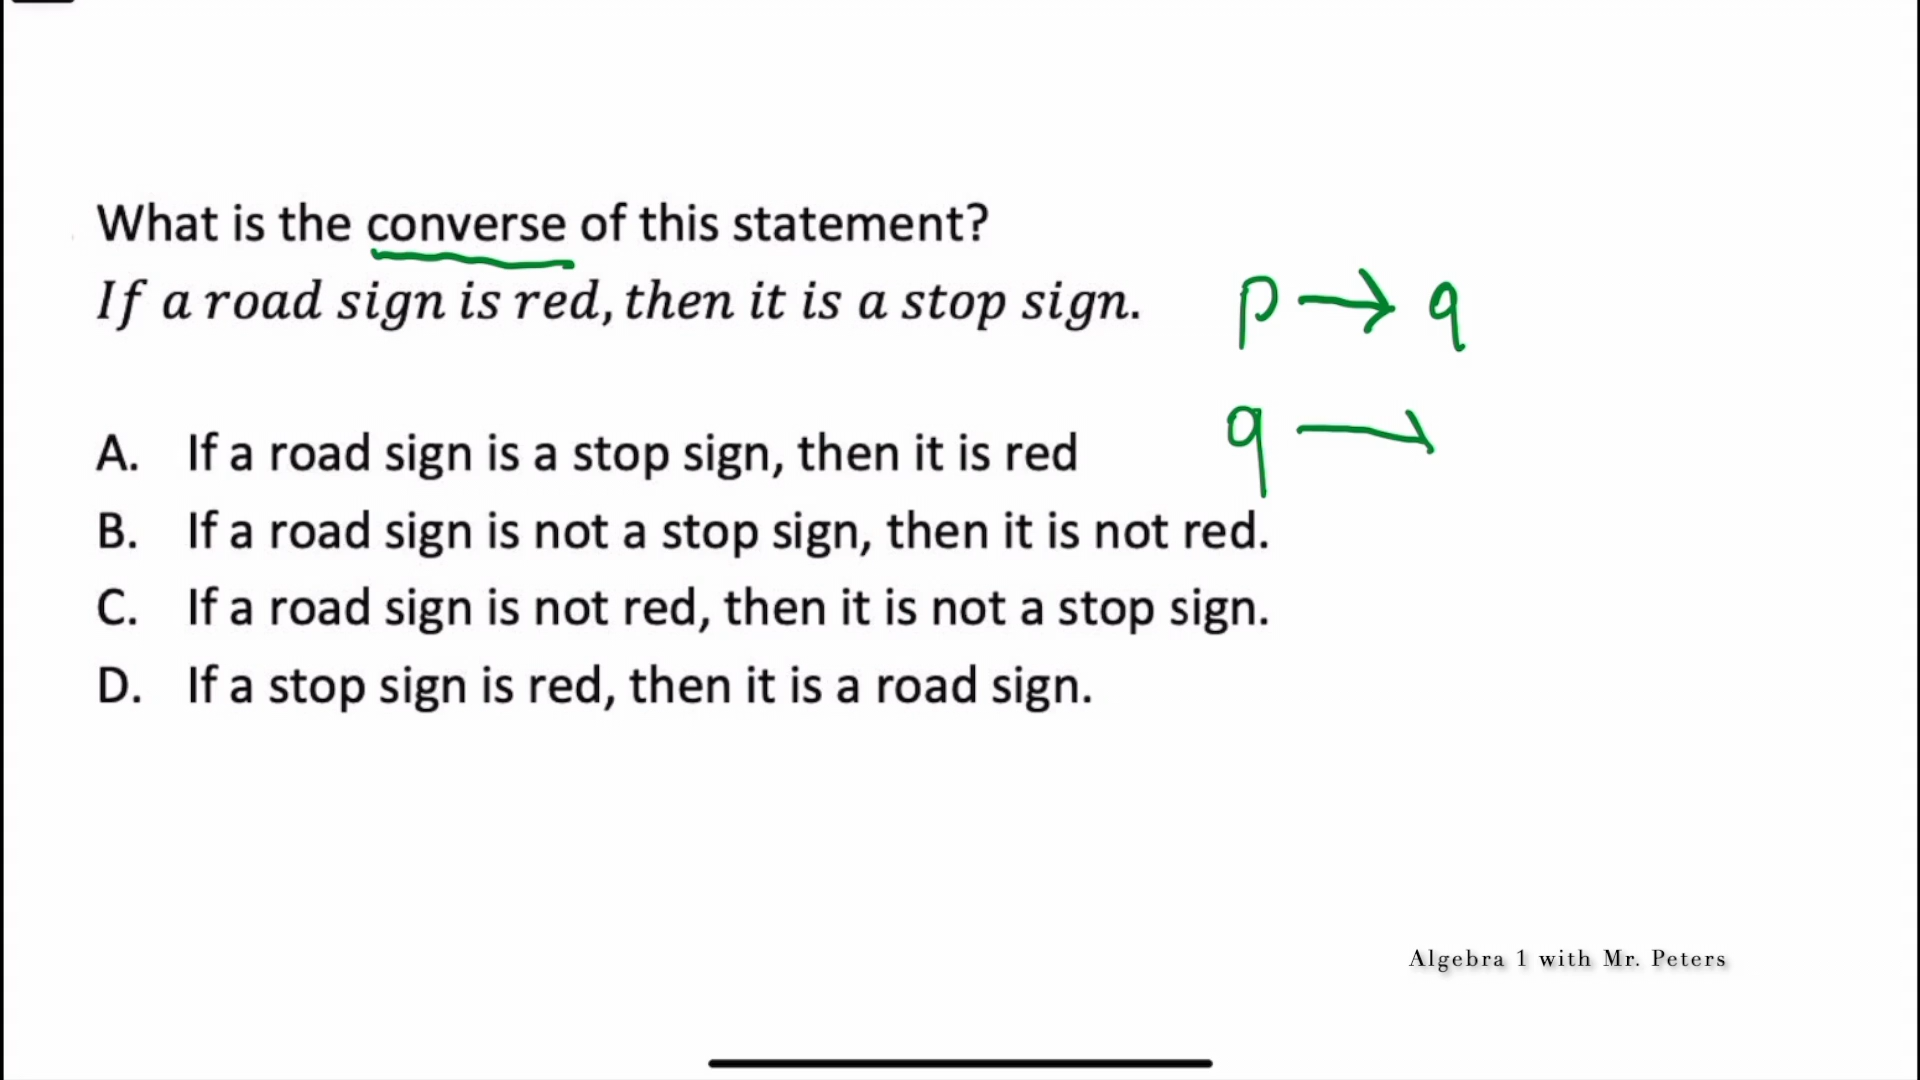 What is the converse of this statement?
If a road sign is red, then it is a stop sign.
p → q
q →
A. If a road sign is a stop sign, then it is red
B. If a road sign is not a stop sign, then it is not red.
C. If a road sign is not red, then it is not a stop sign.
D. If a stop sign is red, then it is a road sign.
Algebra 1 with Mr. Peters